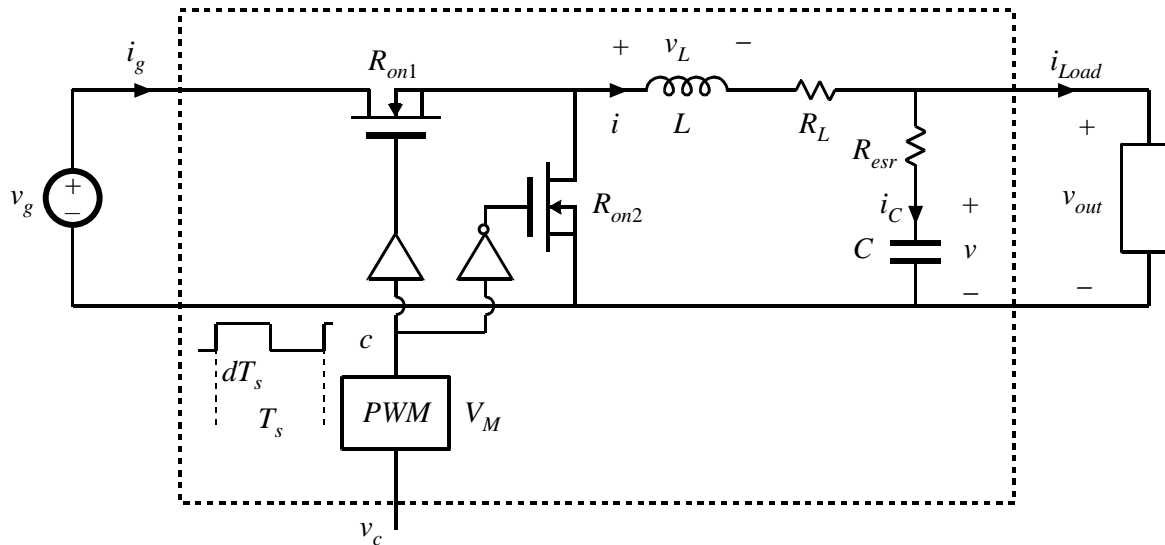 i_g
R_on1
+ v_L −
i_Load
i
L
R_L
+
v_g
+
−
R_on2
R_esr
i_C
+
v_out
C
v
−
−
c
dT_s
T_s
PWM
V_M
v_c